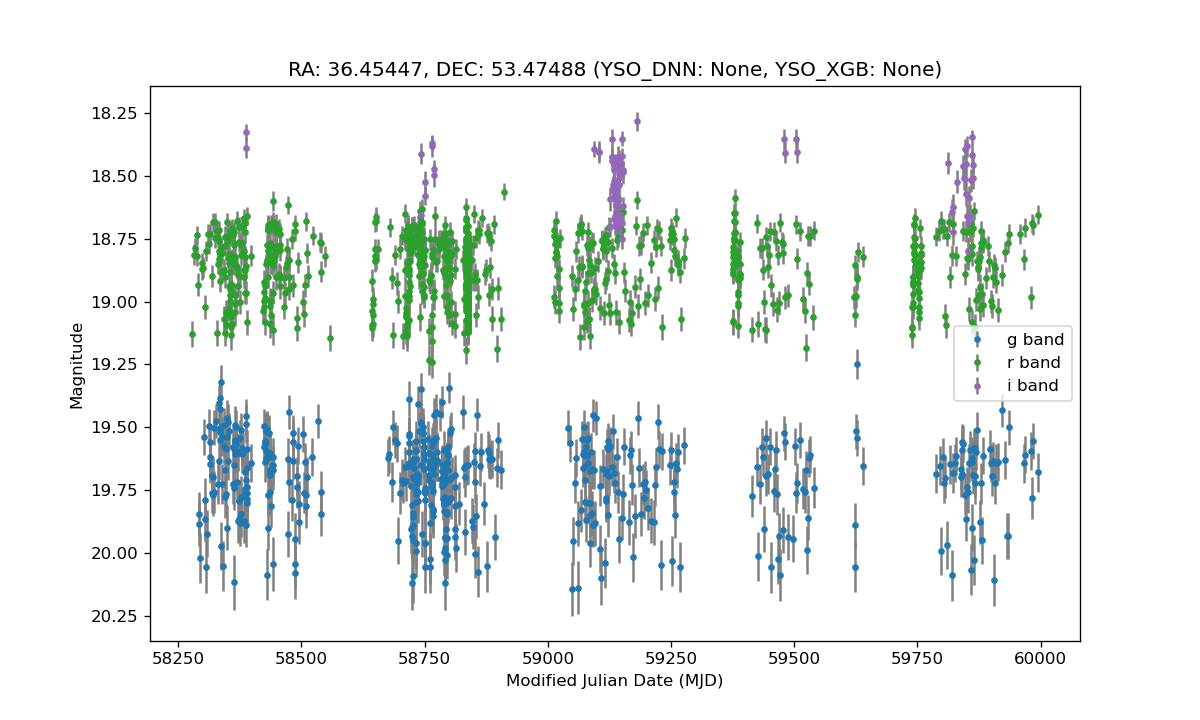 RA: 36.45447, DEC: 53.47488 (YSO_DNN: None, YSO_XGB: None)
18.25
18.50
18.75
19.00
19.25
19.50
19.75
20.00
20.25
Magnitude
g band
r band
i band
58250
58500
58750
59000
59250
59500
59750
60000
Modified Julian Date (MJD)